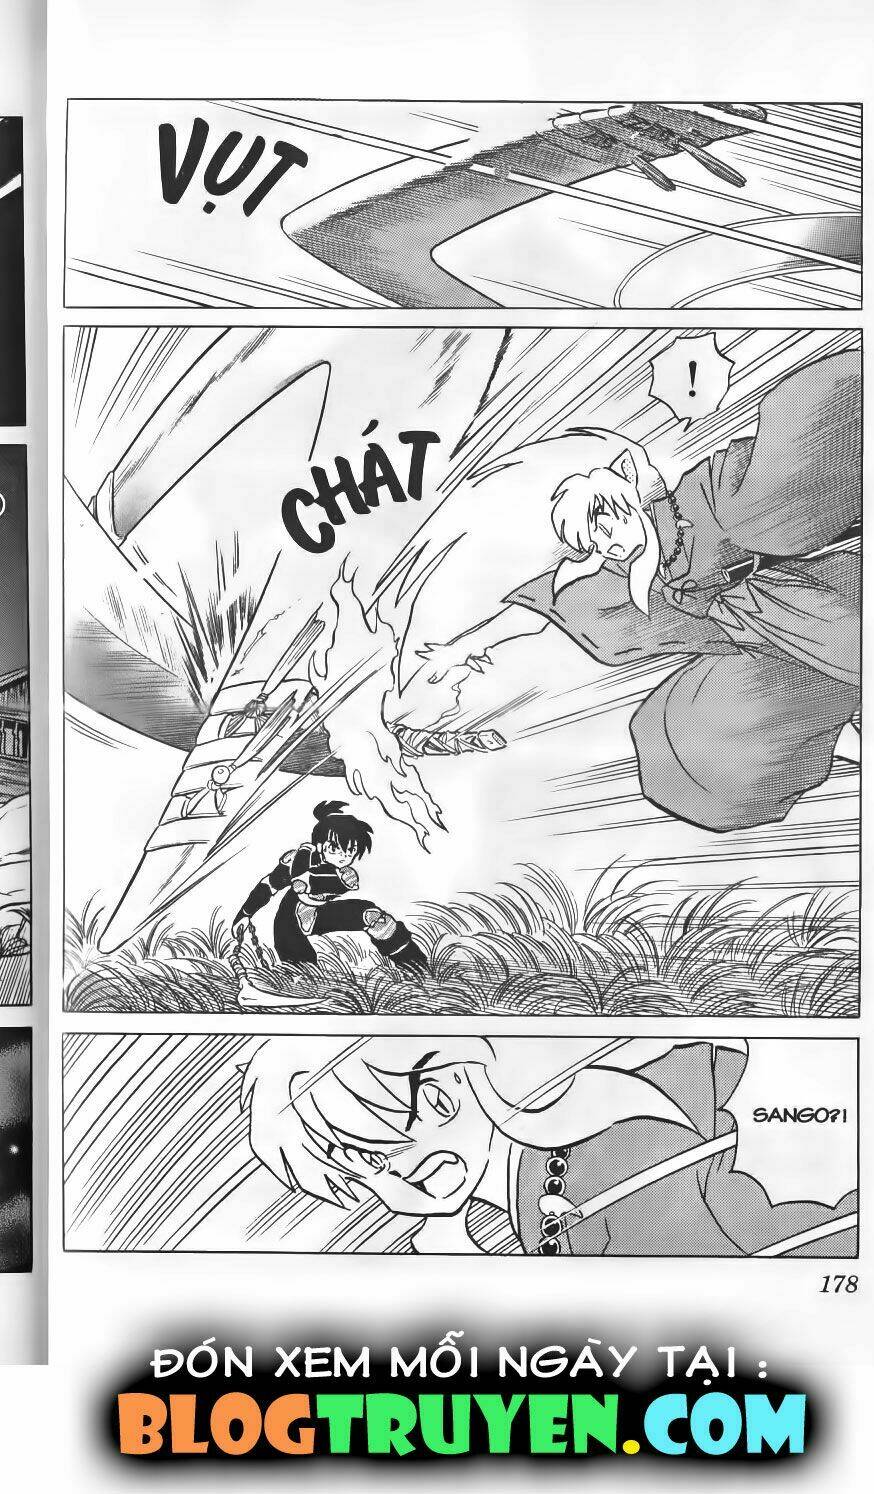 VỤT
!
CHÁT
SANGO?!
178
ĐÓN XEM MỖI NGÀY TẠI :
BLOGTRUYEN.COM